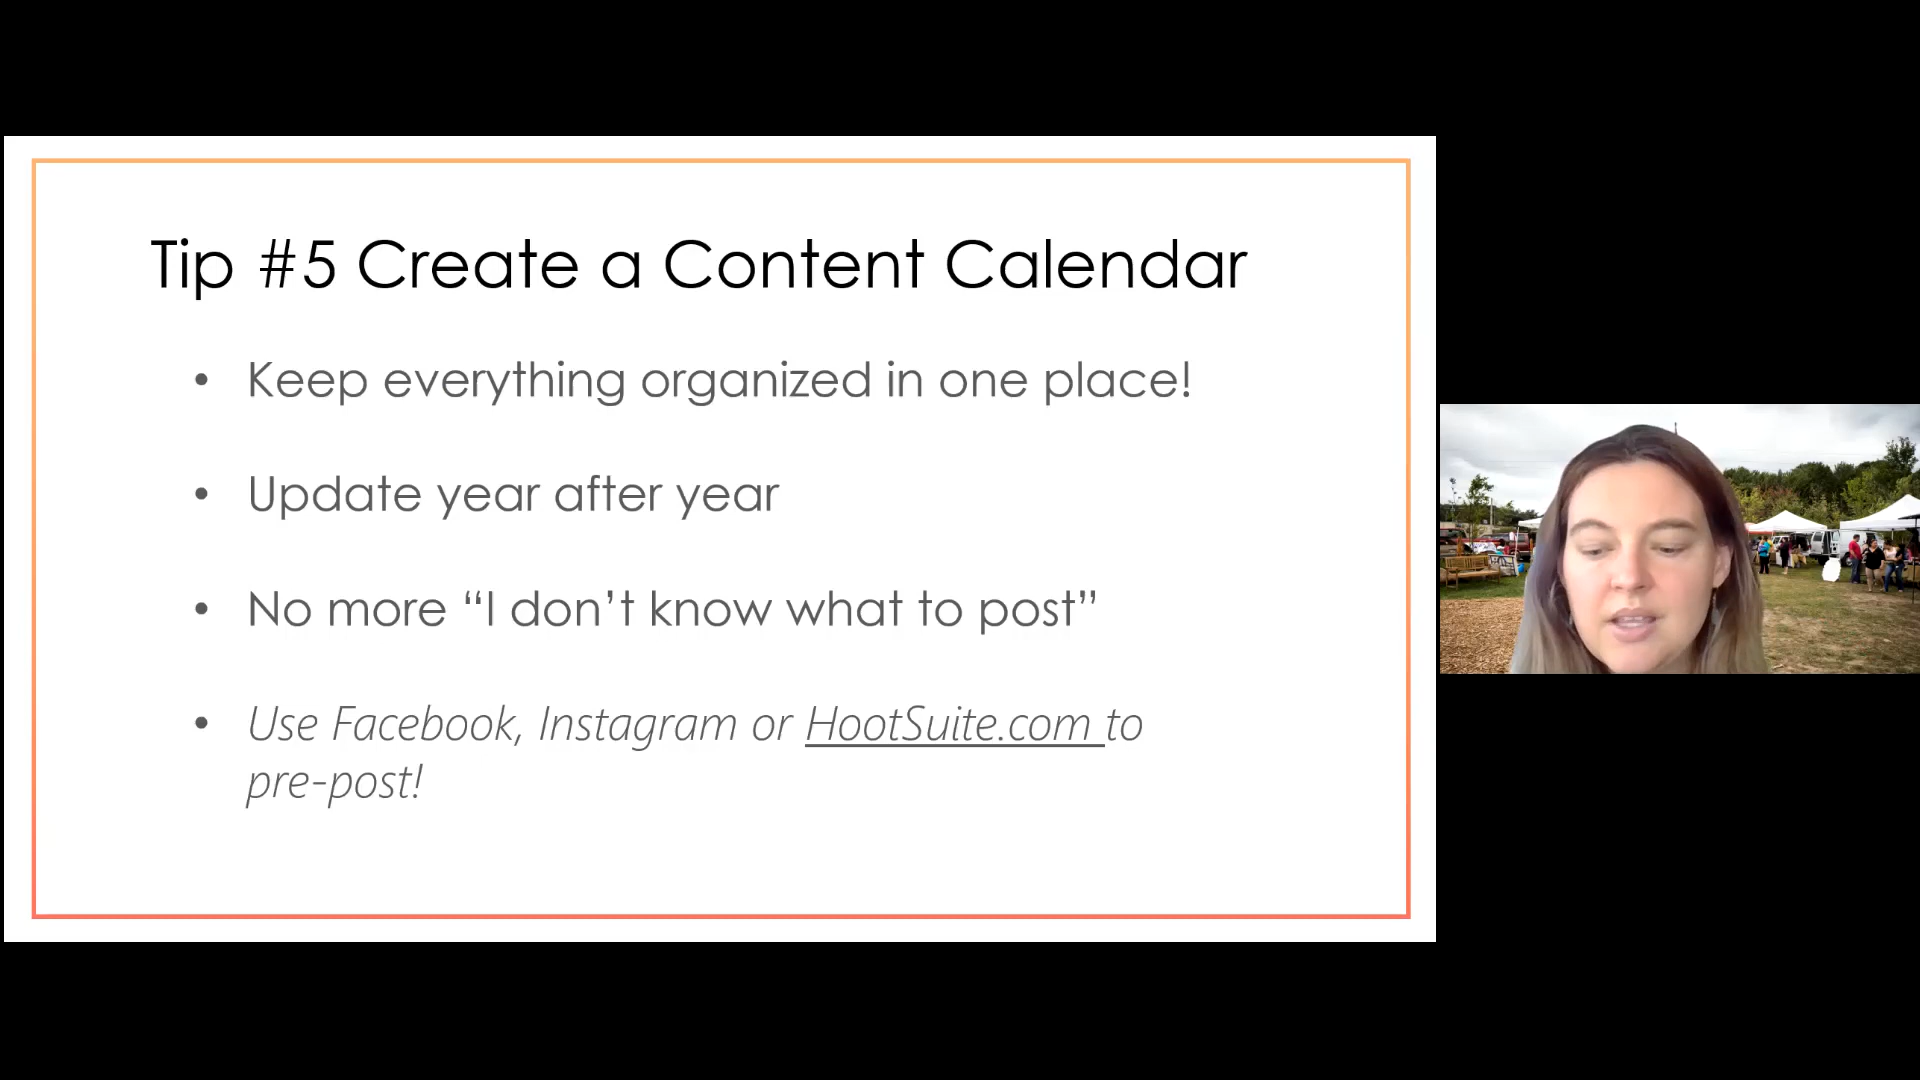 Tip #5 Create a Content Calendar
• Keep everything organized in one place!
• Update year after year
• No more “I don’t know what to post”
• Use Facebook, Instagram or HootSuite.com to
pre-post!